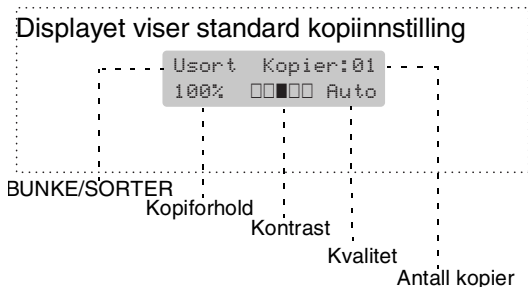 Displayet viser standard kopiinnstilling
Usort Kopier:01
100% □□■□□ Auto
BUNKE/SORTER
Kopiforhold
Kontrast
Kvalitet
Antall kopier